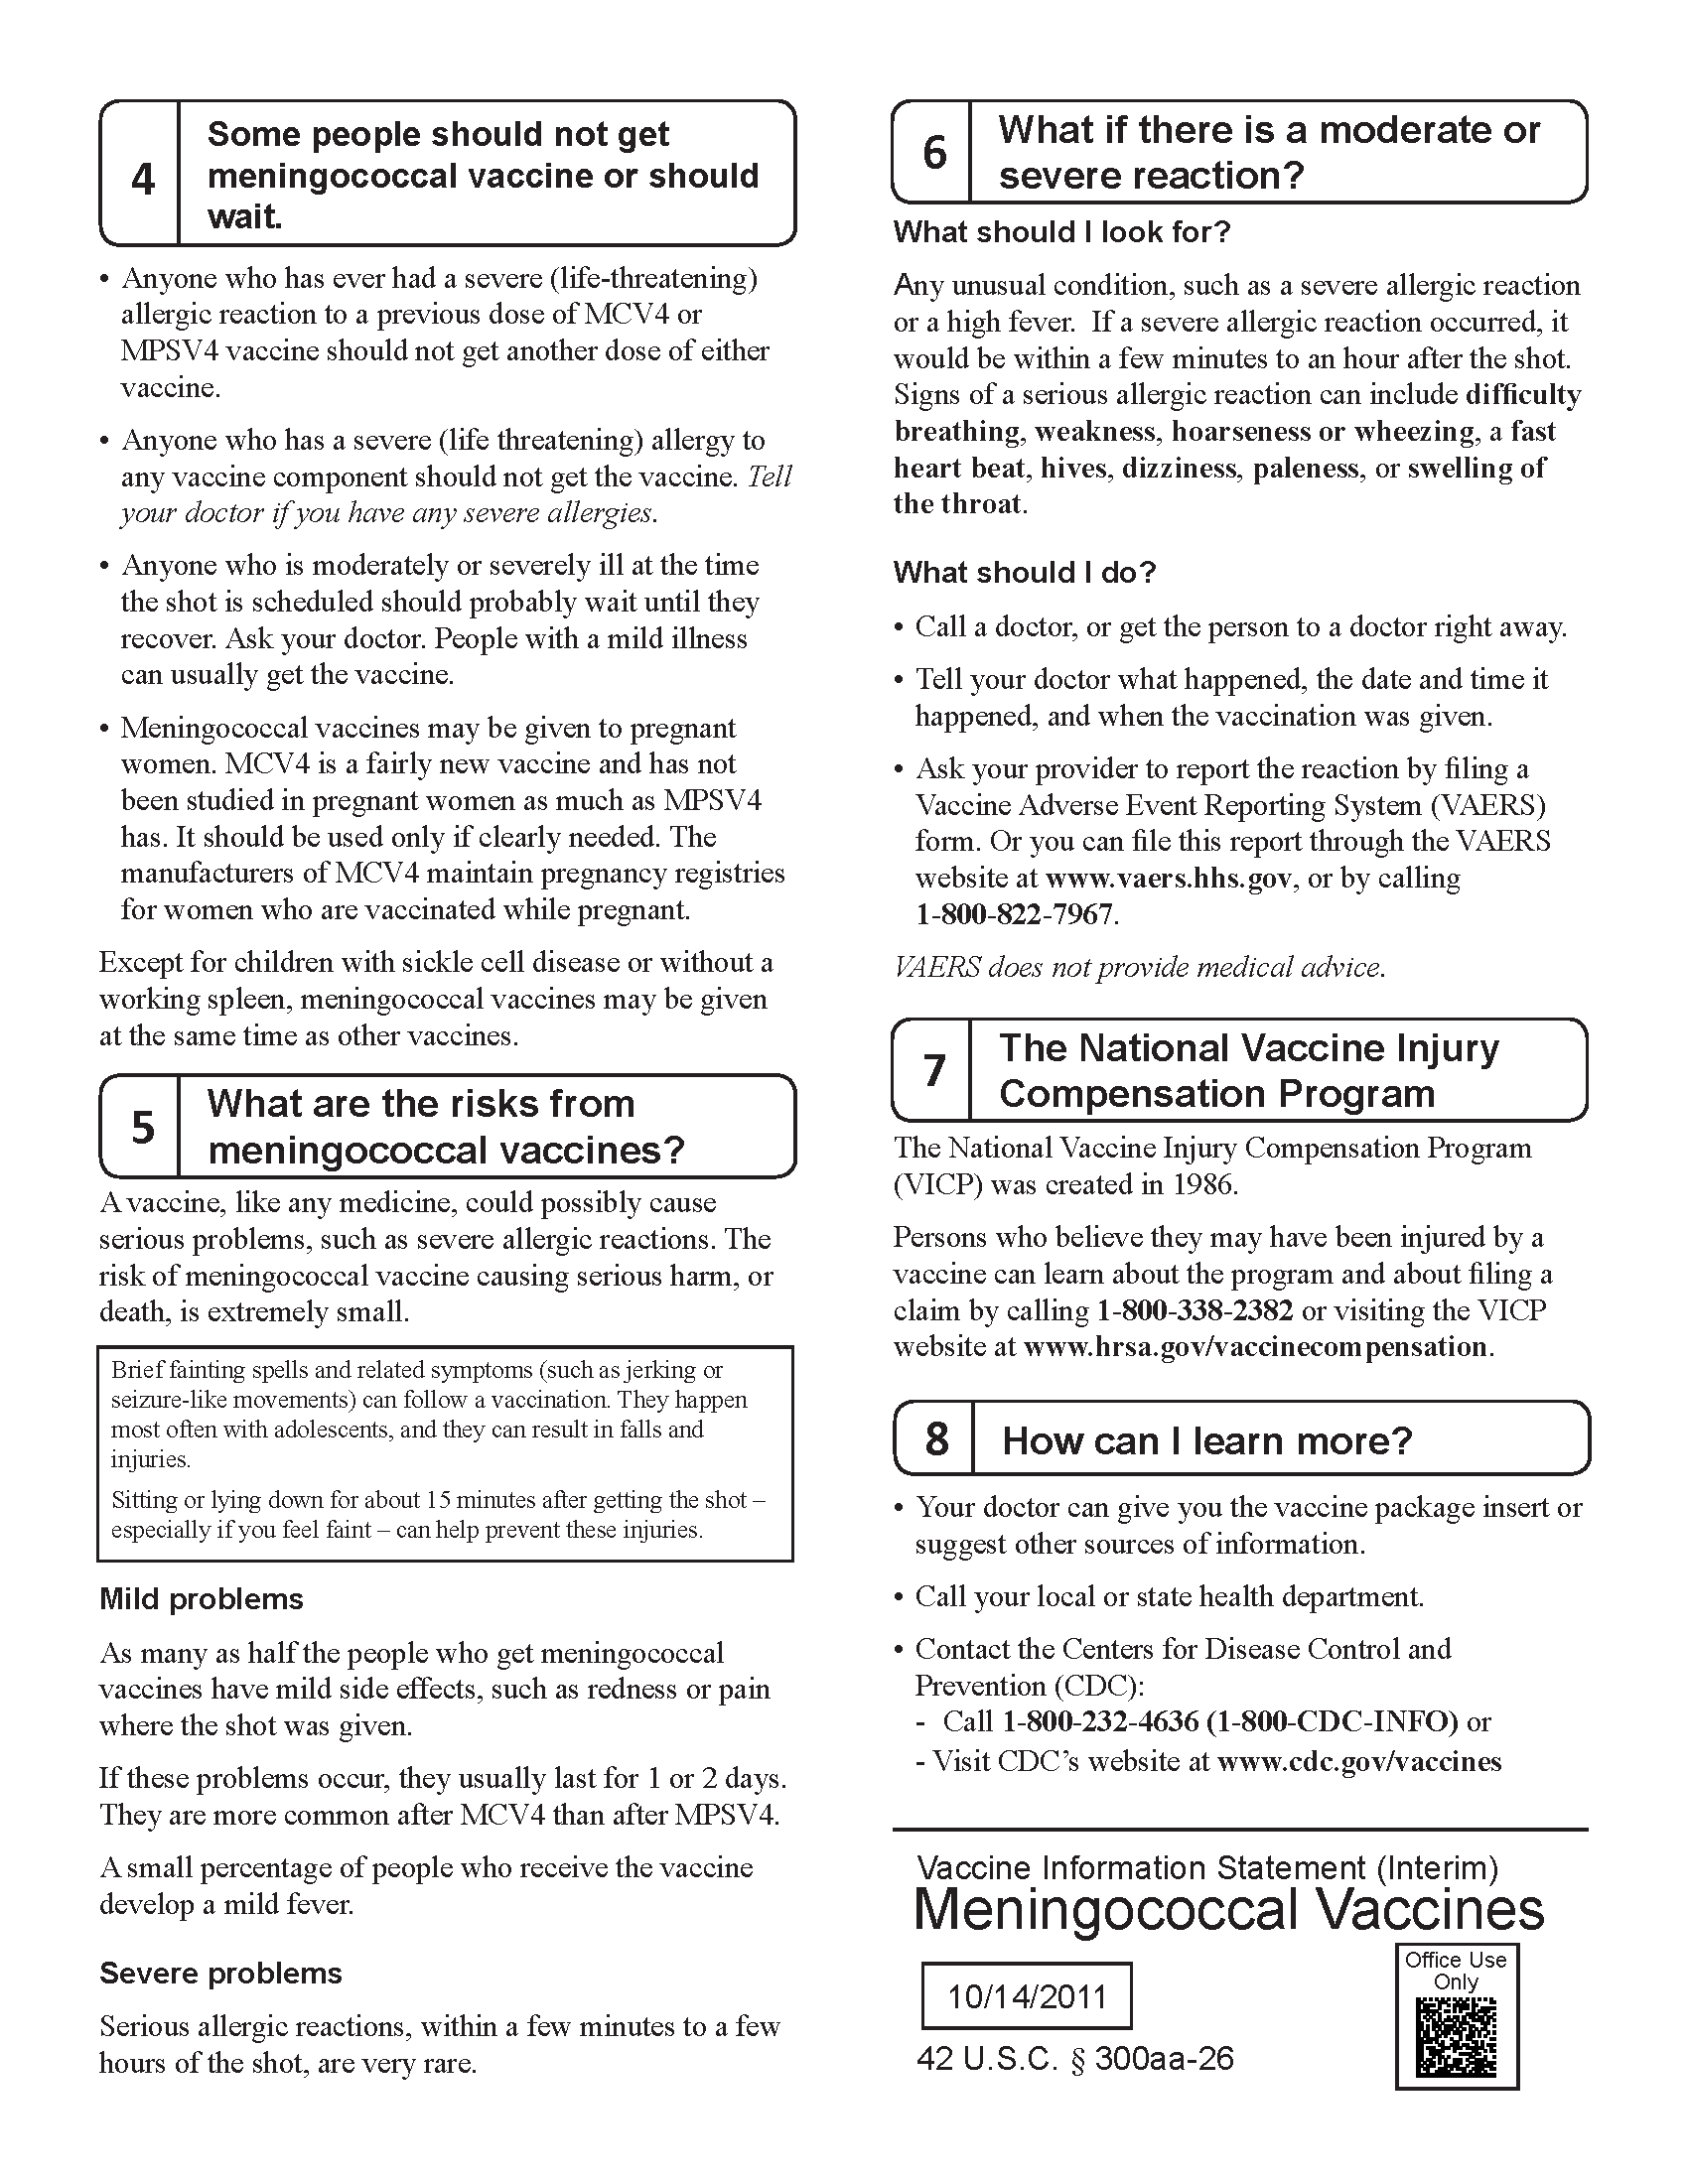 4
Some people should not get
meningococcal vaccine or should
wait.
• Anyone who has ever had a severe (life-threatening)
allergic reaction to a previous dose of MCV4 or
MPSV4 vaccine should not get another dose of either
vaccine.
• Anyone who has a severe (life threatening) allergy to
any vaccine component should not get the vaccine. Tell
your doctor if you have any severe allergies.
• Anyone who is moderately or severely ill at the time
the shot is scheduled should probably wait until they
recover. Ask your doctor. People with a mild illness
can usually get the vaccine.
• Meningococcal vaccines may be given to pregnant
women. MCV4 is a fairly new vaccine and has not
been studied in pregnant women as much as MPSV4
has. It should be used only if clearly needed. The
manufacturers of MCV4 maintain pregnancy registries
for women who are vaccinated while pregnant.
Except for children with sickle cell disease or without a
working spleen, meningococcal vaccines may be given
at the same time as other vaccines.
5
What are the risks from
meningococcal vaccines?
A vaccine, like any medicine, could possibly cause
serious problems, such as severe allergic reactions. The
risk of meningococcal vaccine causing serious harm, or
death, is extremely small.
Brief fainting spells and related symptoms (such as jerking or
seizure-like movements) can follow a vaccination. They happen
most often with adolescents, and they can result in falls and
injuries.
Sitting or lying down for about 15 minutes after getting the shot –
especially if you feel faint – can help prevent these injuries.
Mild problems
As many as half the people who get meningococcal
vaccines have mild side effects, such as redness or pain
where the shot was given.
If these problems occur, they usually last for 1 or 2 days.
They are more common after MCV4 than after MPSV4.
A small percentage of people who receive the vaccine
develop a mild fever.
Severe problems
Serious allergic reactions, within a few minutes to a few
hours of the shot, are very rare.
6
What if there is a moderate or
severe reaction?
What should I look for?
Any unusual condition, such as a severe allergic reaction
or a high fever.  If a severe allergic reaction occurred, it
would be within a few minutes to an hour after the shot.
Signs of a serious allergic reaction can include difficulty
breathing, weakness, hoarseness or wheezing, a fast
heart beat, hives, dizziness, paleness, or swelling of
the throat.
What should I do?
• Call a doctor, or get the person to a doctor right away.
• Tell your doctor what happened, the date and time it
happened, and when the vaccination was given.
• Ask your provider to report the reaction by filing a
Vaccine Adverse Event Reporting System (VAERS)
form. Or you can file this report through the VAERS
website at www.vaers.hhs.gov, or by calling
1-800-822-7967.
VAERS does not provide medical advice.
7
The National Vaccine Injury
Compensation Program
The National Vaccine Injury Compensation Program
(VICP) was created in 1986.
Persons who believe they may have been injured by a
vaccine can learn about the program and about filing a
claim by calling 1-800-338-2382 or visiting the VICP
website at www.hrsa.gov/vaccinecompensation.
8
How can I learn more?
• Your doctor can give you the vaccine package insert or
suggest other sources of information.
• Call your local or state health department.
• Contact the Centers for Disease Control and
Prevention (CDC):
- Call 1-800-232-4636 (1-800-CDC-INFO) or
- Visit CDC’s website at www.cdc.gov/vaccines
Vaccine Information Statement (Interim)
Meningococcal Vaccines
10/14/2011
42 U.S.C. § 300aa-26
Office Use
Only